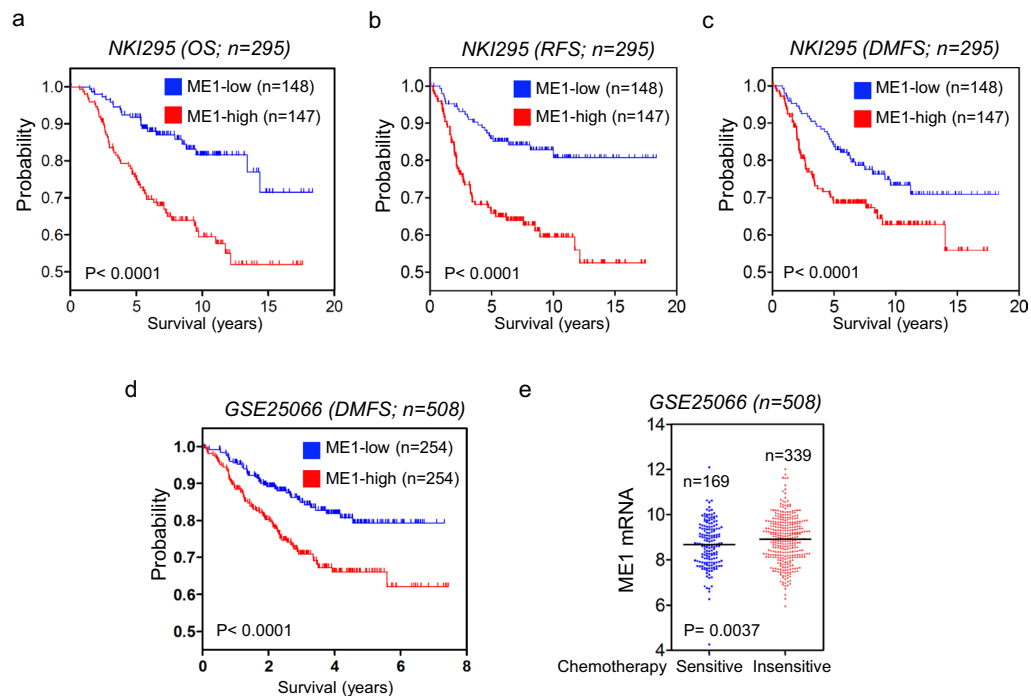 a
NKI295 (OS; n=295)
1.0
0.9
0.8
0.7
0.6
0.5
Probability
ME1-low (n=148)
ME1-high (n=147)
P< 0.0001
0 5 10 15 20
Survival (years)
b
NKI295 (RFS; n=295)
1.0
0.9
0.8
0.7
0.6
0.5
Probability
ME1-low (n=148)
ME1-high (n=147)
P< 0.0001
0 5 10 15 20
Survival (years)
c
NKI295 (DMFS; n=295)
1.0
0.9
0.8
0.7
0.6
0.5
Probability
ME1-low (n=148)
ME1-high (n=147)
P< 0.0001
0 5 10 15 20
Survival (years)
d
GSE25066 (DMFS; n=508)
1.0
0.9
0.8
0.7
0.6
0.5
Probability
ME1-low (n=254)
ME1-high (n=254)
P< 0.0001
0 2 4 6 8
Survival (years)
e
GSE25066 (n=508)
14
12
10
8
6
4
ME1 mRNA
n=169
n=339
P= 0.0037
Chemotherapy Sensitive Insensitive